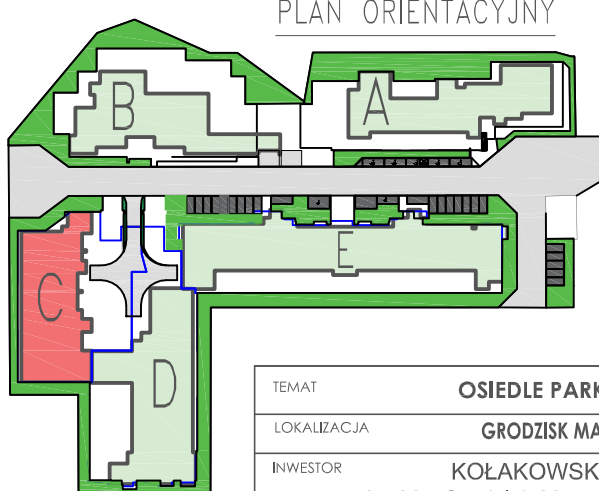 PLAN ORIENTACYJNY
B
A
E
C
D
TEMAT OSIEDLE PARK
LOKALIZACJA GRODZISK MA
INWESTOR KOŁAKOWSK